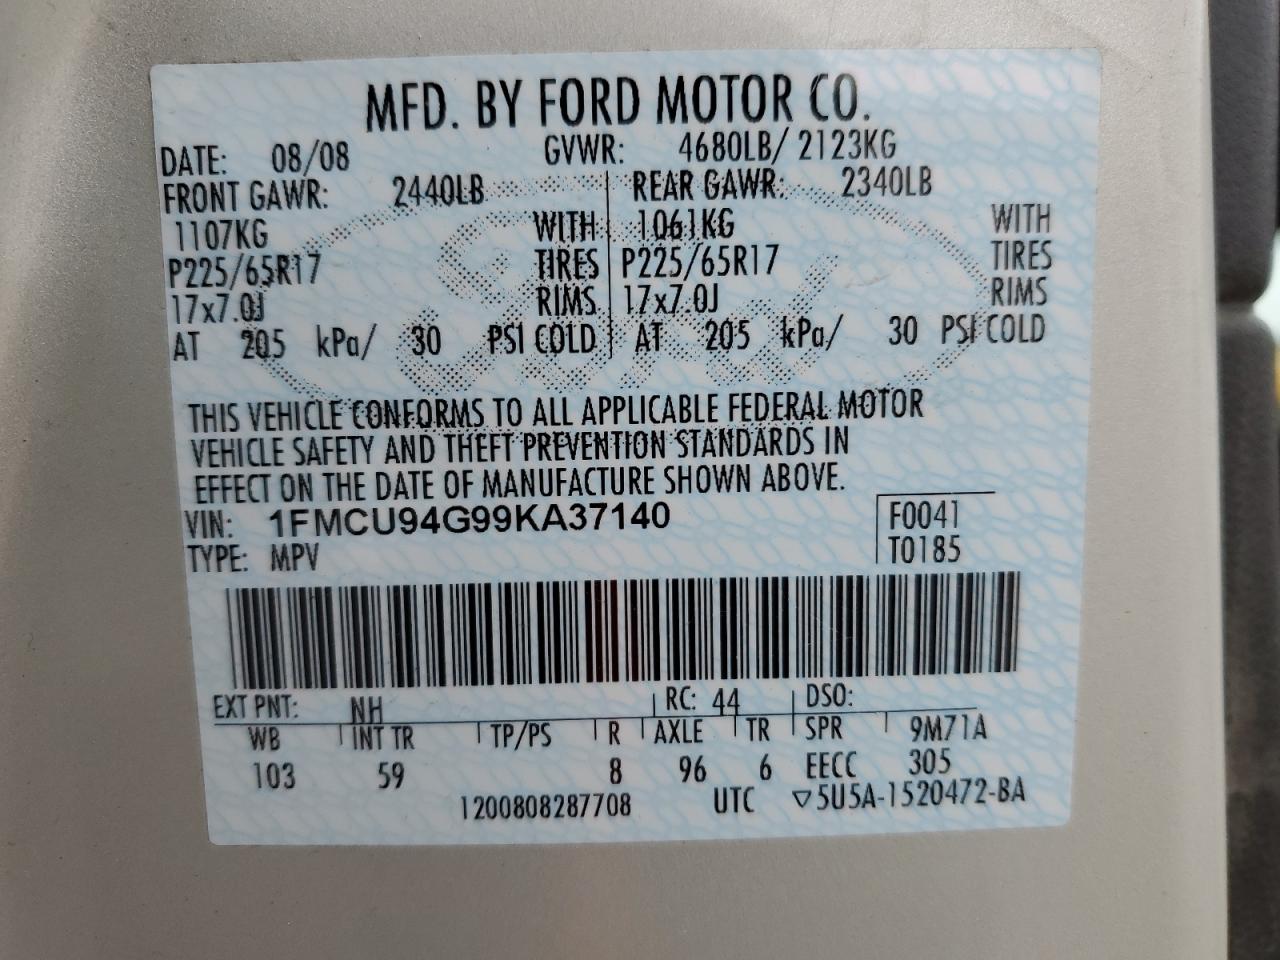 MFD. BY FORD MOTOR CO.
DATE: 08/08 GVWR: 4680LB/ 2123KG
FRONT GAWR: 2440LB REAR GAWR: 2340LB
1107KG WITH 1061KG WITH
P225/65R17 TIRES P225/65R17 TIRES
17x7.0J RIMS 17x7.0J RIMS
AT 205 kPa/ 30 PSI COLD AT 205 kPa/ 30 PSI COLD
THIS VEHICLE CONFORMS TO ALL APPLICABLE FEDERAL MOTOR
VEHICLE SAFETY AND THEFT PREVENTION STANDARDS IN
EFFECT ON THE DATE OF MANUFACTURE SHOWN ABOVE.
VIN: 1FMCU94G99KA37140 F0041
TYPE: MPV T0185
EXT PNT: NH RC: 44 DSO:
WB INT TR TP/PS R AXLE TR SPR 9M71A
103 59 8 96 6 EECC 305
1200808287708 UTC ▽5U5A-1520472-BA